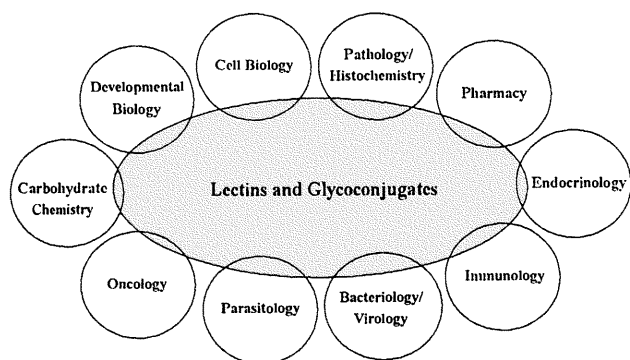 Cell Biology
Pathology/
Histochemistry
Developmental
Biology
Pharmacy
Carbohydrate
Chemistry
Lectins and Glycoconjugates
Endocrinology
Oncology
Parasitology
Bacteriology/
Virology
Immunology